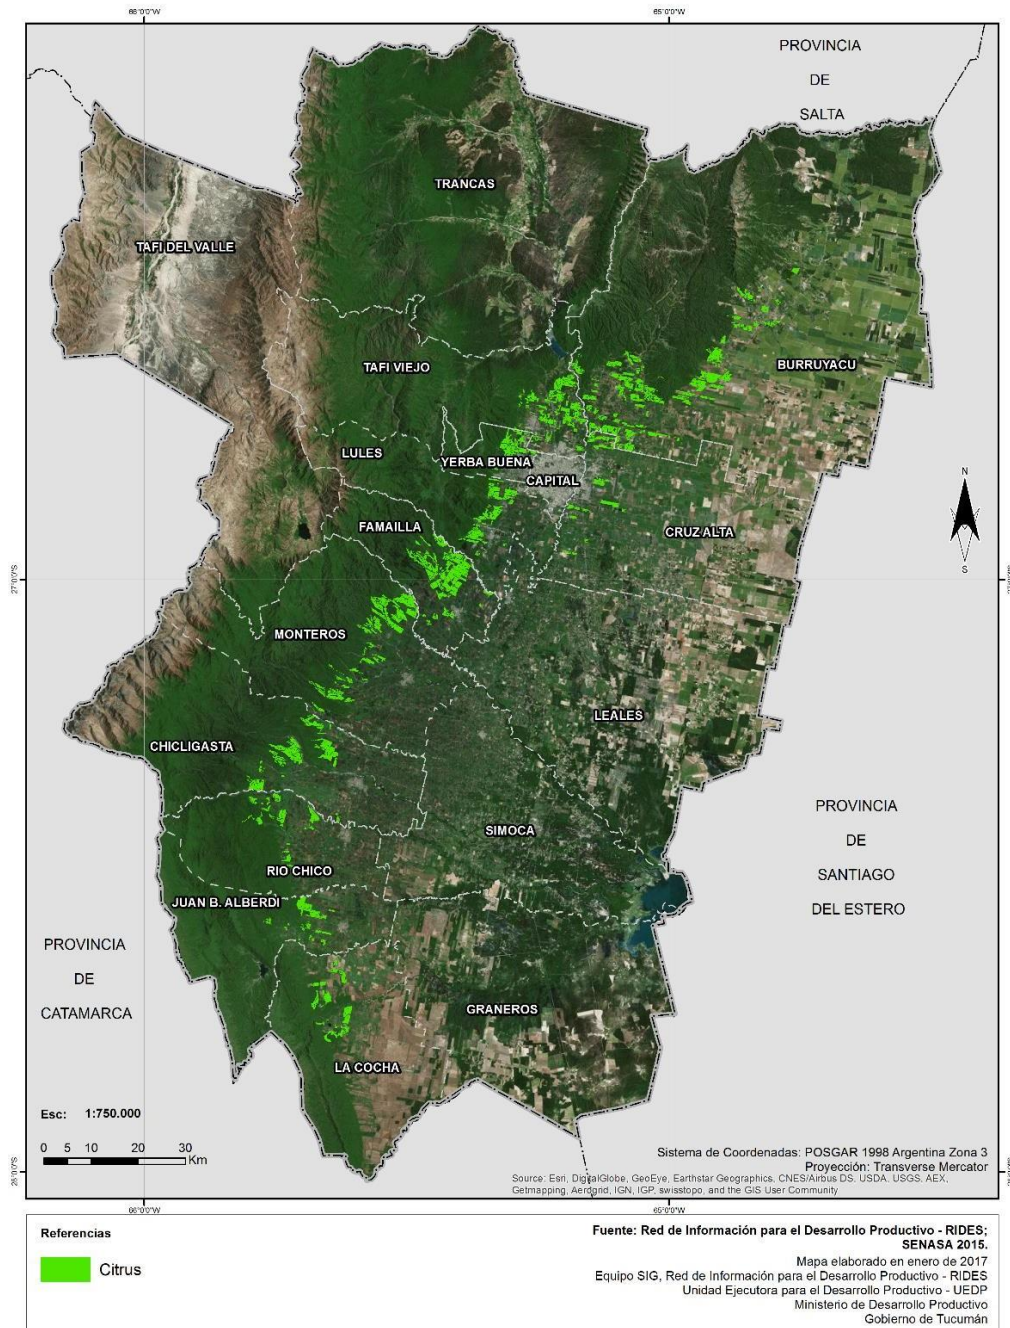 66°0'0"O
65°0'0"O
PROVINCIA
DE
SALTA
TRANCAS
TAFI DEL VALLE
TAFI VIEJO
BURRUYACU
LULES
YERBA BUENA
CAPITAL
FAMAILLA
CRUZ ALTA
N
S
27°0'0"S
MONTEROS
LEALES
CHICLIGASTA
PROVINCIA
DE
SANTIAGO
DEL ESTERO
SIMOCA
RIO CHICO
JUAN B. ALBERDI
PROVINCIA
DE
CATAMARCA
GRANEROS
LA COCHA
Esc: 1:750.000
0 5 10 20 30
Km
Sistema de Coordenadas: POSGAR 1998 Argentina Zona 3
Proyección: Transverse Mercator
Source: Esri, DigitalGlobe, GeoEye, Earthstar Geographics, CNES/Airbus DS, USDA, USGS, AEX,
Getmapping, Aerogrid, IGN, IGP, swisstopo, and the GIS User Community
66°0'0"O
65°0'0"O
Referencias
Citrus
Fuente: Red de Información para el Desarrollo Productivo - RIDES;
SENASA 2015.
Mapa elaborado en enero de 2017
Equipo SIG, Red de Información para el Desarrollo Productivo - RIDES
Unidad Ejecutora para el Desarrollo Productivo - UEDP
Ministerio de Desarrollo Productivo
Gobierno de Tucumán